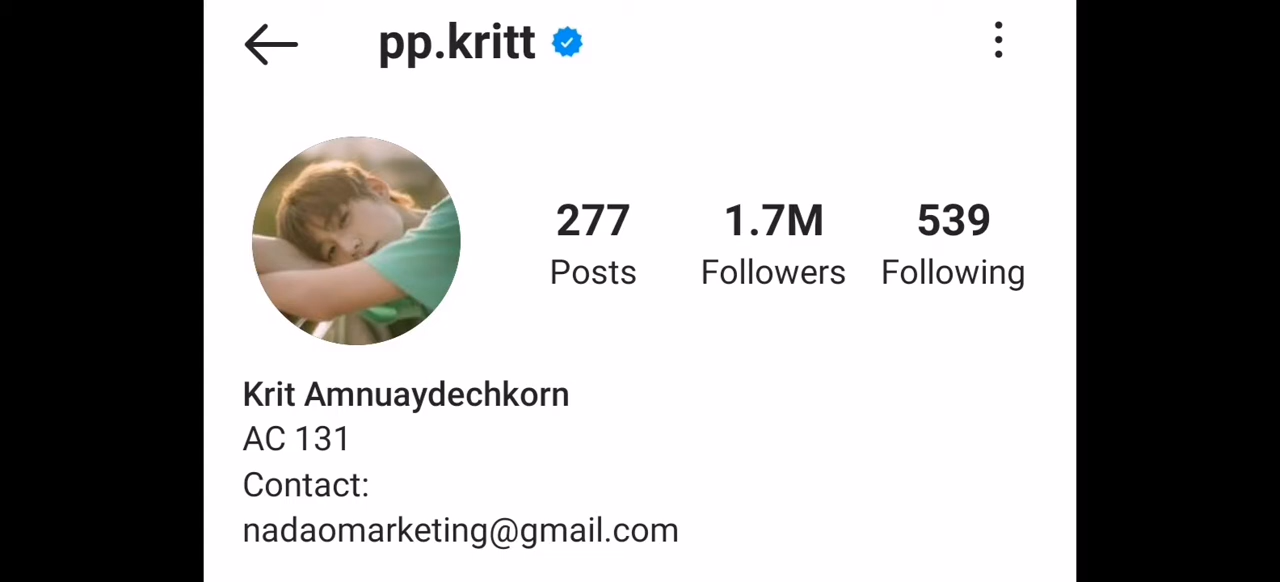 pp.kritt
277 1.7M 539
Posts Followers Following
Krit Amnuaydechkorn
AC 131
Contact:
nadaomarketing@gmail.com